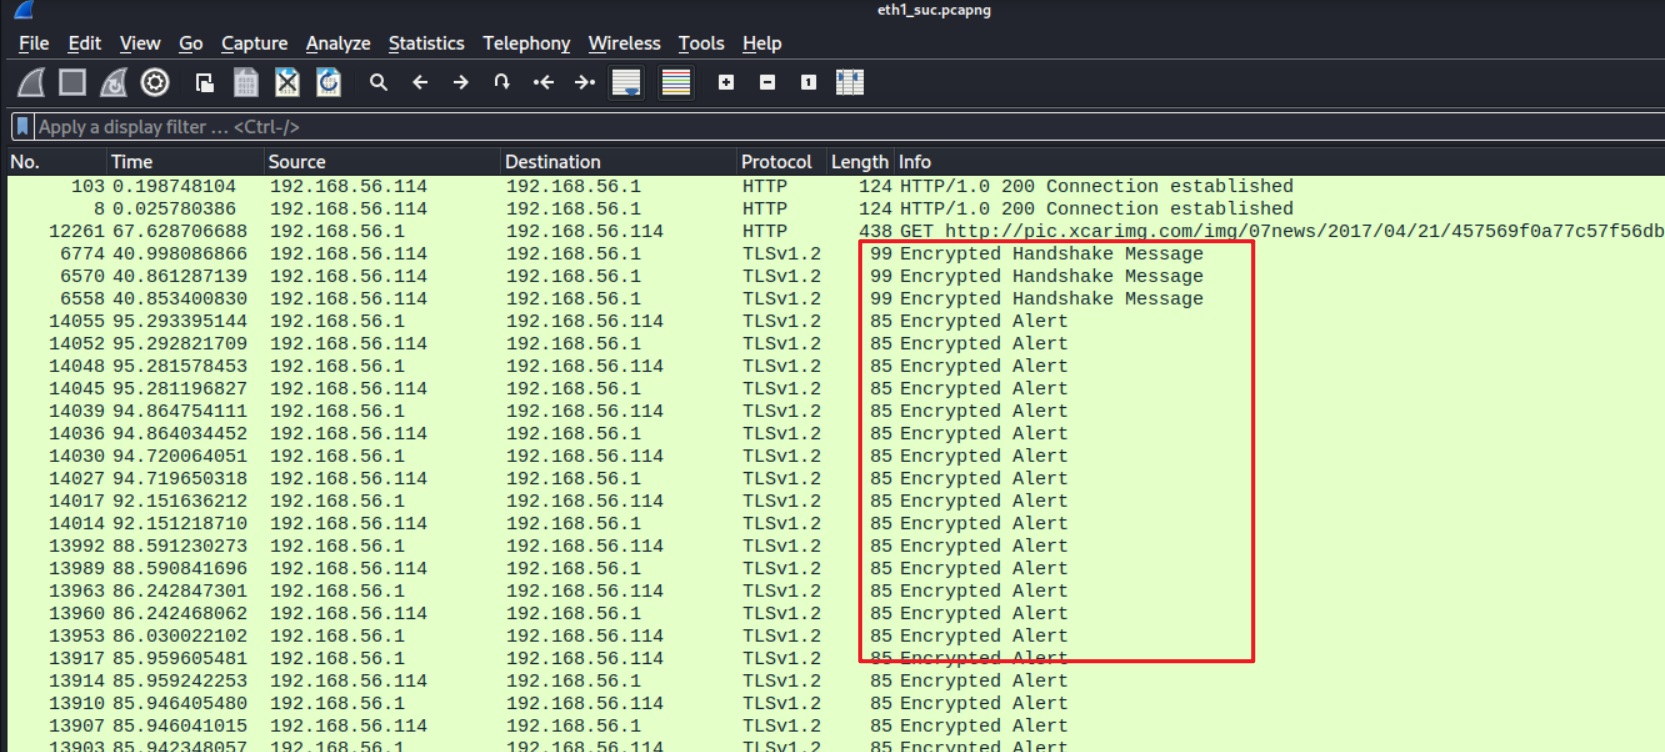 eth1_suc.pcapng
File Edit View Go Capture Analyze Statistics Telephony Wireless Tools Help
Apply a display filter … <Ctrl-/>
No. Time Source Destination Protocol Length Info
103 0.198748104 192.168.56.114 192.168.56.1 HTTP 124 HTTP/1.0 200 Connection established
8 0.025780386 192.168.56.114 192.168.56.1 HTTP 124 HTTP/1.0 200 Connection established
12261 67.628706688 192.168.56.1 192.168.56.114 HTTP 438 GET http://pic.xcarimg.com/img/07news/2017/04/21/457569f0a77c57f56db
6774 40.998086866 192.168.56.114 192.168.56.1 TLSv1.2 99 Encrypted Handshake Message
6570 40.861287139 192.168.56.114 192.168.56.1 TLSv1.2 99 Encrypted Handshake Message
6558 40.853400830 192.168.56.114 192.168.56.1 TLSv1.2 99 Encrypted Handshake Message
14055 95.293395144 192.168.56.1 192.168.56.114 TLSv1.2 85 Encrypted Alert
14052 95.292821709 192.168.56.114 192.168.56.1 TLSv1.2 85 Encrypted Alert
14048 95.281578453 192.168.56.1 192.168.56.114 TLSv1.2 85 Encrypted Alert
14045 95.281196827 192.168.56.114 192.168.56.1 TLSv1.2 85 Encrypted Alert
14039 94.864754111 192.168.56.1 192.168.56.114 TLSv1.2 85 Encrypted Alert
14036 94.864034452 192.168.56.114 192.168.56.1 TLSv1.2 85 Encrypted Alert
14030 94.720064051 192.168.56.1 192.168.56.114 TLSv1.2 85 Encrypted Alert
14027 94.719650318 192.168.56.114 192.168.56.1 TLSv1.2 85 Encrypted Alert
14017 92.151636212 192.168.56.1 192.168.56.114 TLSv1.2 85 Encrypted Alert
14014 92.151218710 192.168.56.114 192.168.56.1 TLSv1.2 85 Encrypted Alert
13992 88.591230273 192.168.56.1 192.168.56.114 TLSv1.2 85 Encrypted Alert
13989 88.590841696 192.168.56.114 192.168.56.1 TLSv1.2 85 Encrypted Alert
13963 86.242847301 192.168.56.1 192.168.56.114 TLSv1.2 85 Encrypted Alert
13960 86.242468062 192.168.56.114 192.168.56.1 TLSv1.2 85 Encrypted Alert
13953 86.030022102 192.168.56.1 192.168.56.114 TLSv1.2 85 Encrypted Alert
13917 85.959605481 192.168.56.1 192.168.56.114 TLSv1.2 85 Encrypted Alert
13914 85.959242253 192.168.56.114 192.168.56.1 TLSv1.2 85 Encrypted Alert
13910 85.946405480 192.168.56.114 192.168.56.1 TLSv1.2 85 Encrypted Alert
13907 85.946041015 192.168.56.114 192.168.56.1 TLSv1.2 85 Encrypted Alert
13903 85.942348057 192.168.56.1 192.168.56.114 TLSv1.2 85 Encrypted Alert